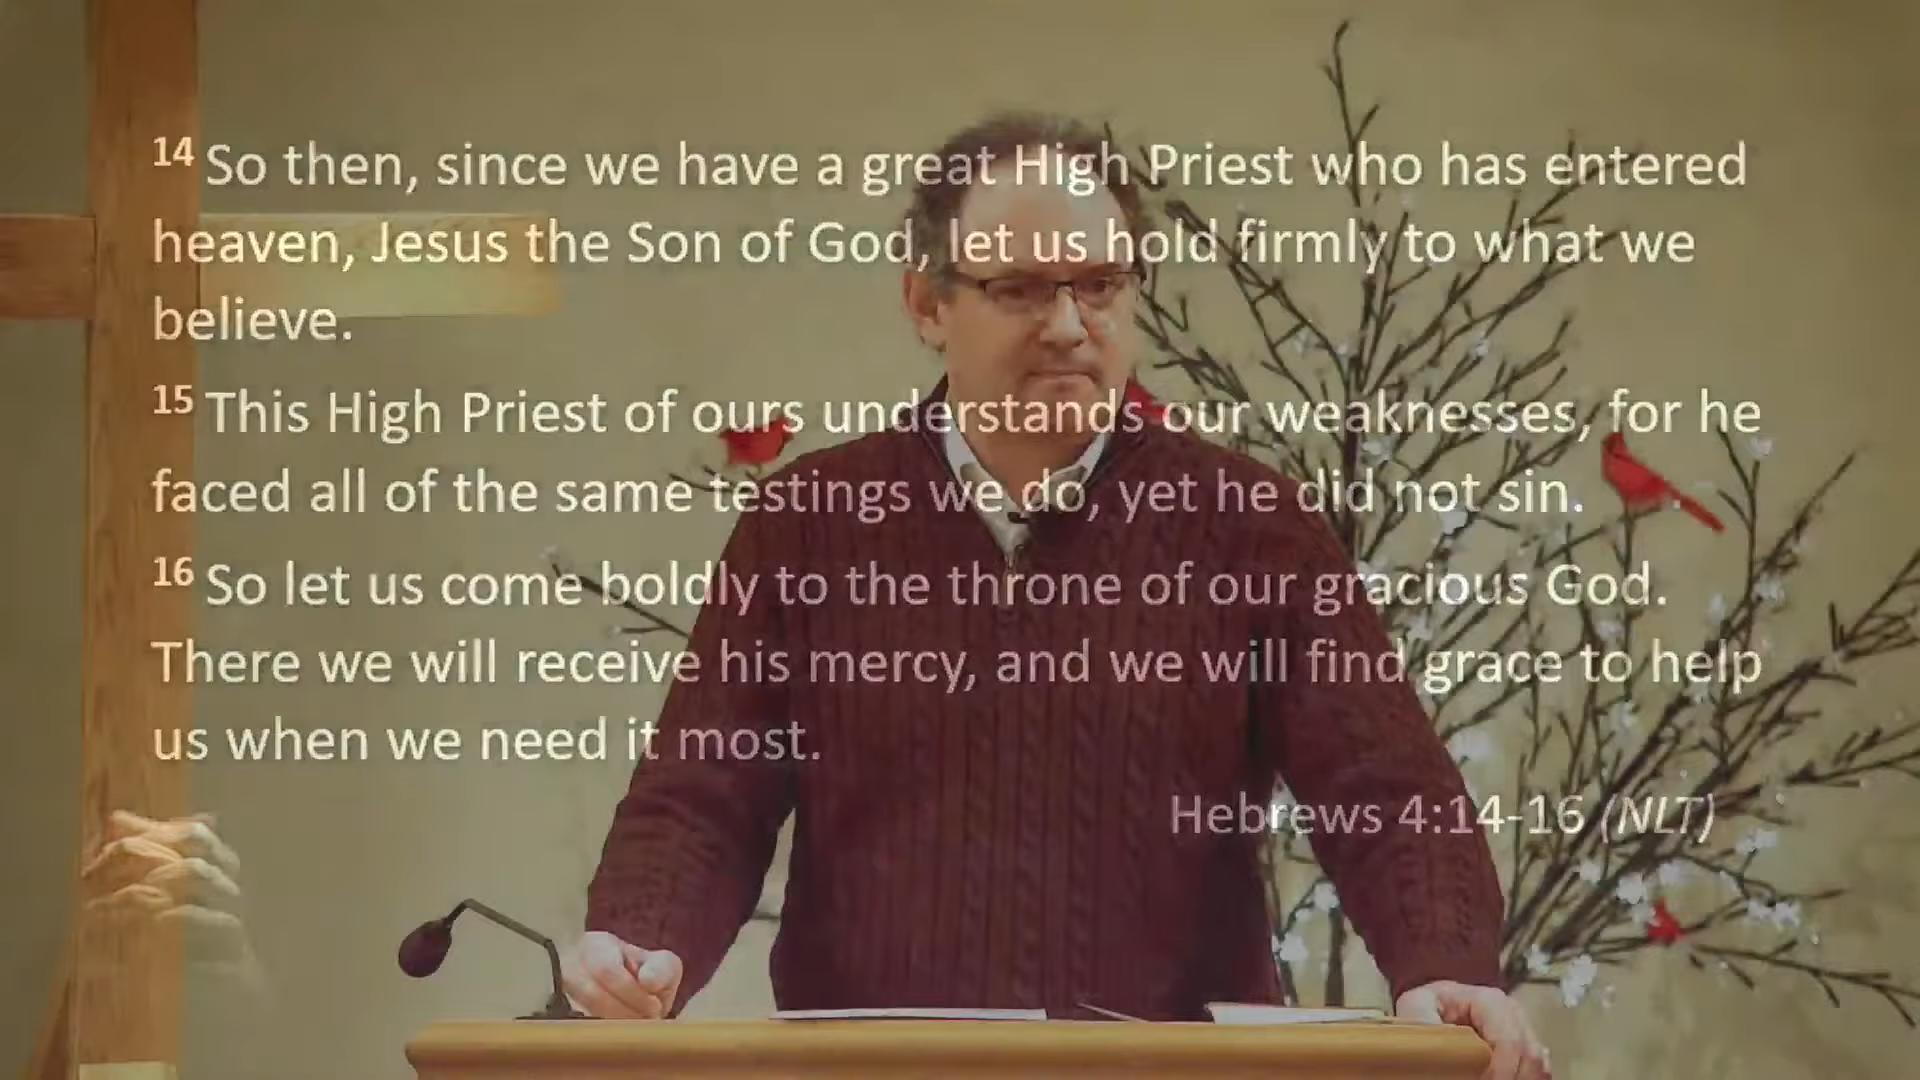 14 So then, since we have a great High Priest who has entered
heaven, Jesus the Son of God, let us hold firmly to what we
believe.
15 This High Priest of ours understands our weaknesses, for he
faced all of the same testings we do, yet he did not sin.
16 So let us come boldly to the throne of our gracious God.
There we will receive his mercy, and we will find grace to help
us when we need it most.
Hebrews 4:14-16 (NLT)